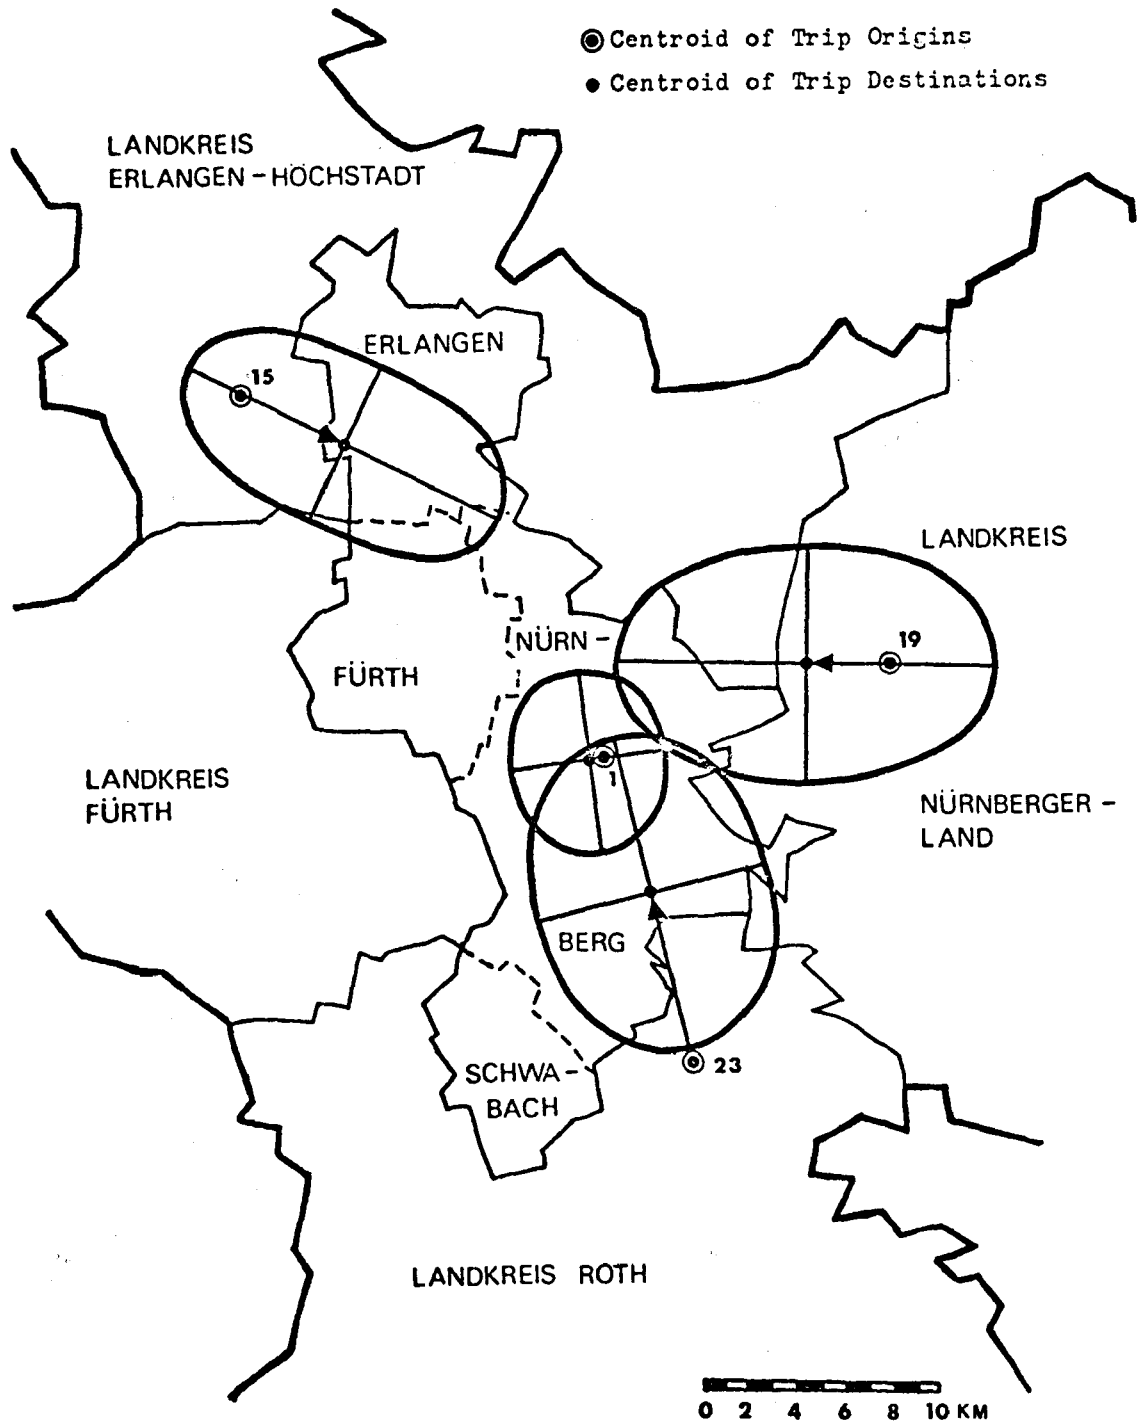 Centroid of Trip Origins
Centroid of Trip Destinations
LANDKREIS
ERLANGEN-HÖCHSTADT
ERLANGEN
15
LANDKREIS
19
NÜRN-
FÜRTH
1
LANDKREIS
FÜRTH
NÜRNBERGER-
LAND
BERG
23
SCHWA-
BACH
LANDKREIS ROTH
0 2 4 6 8 10 KM